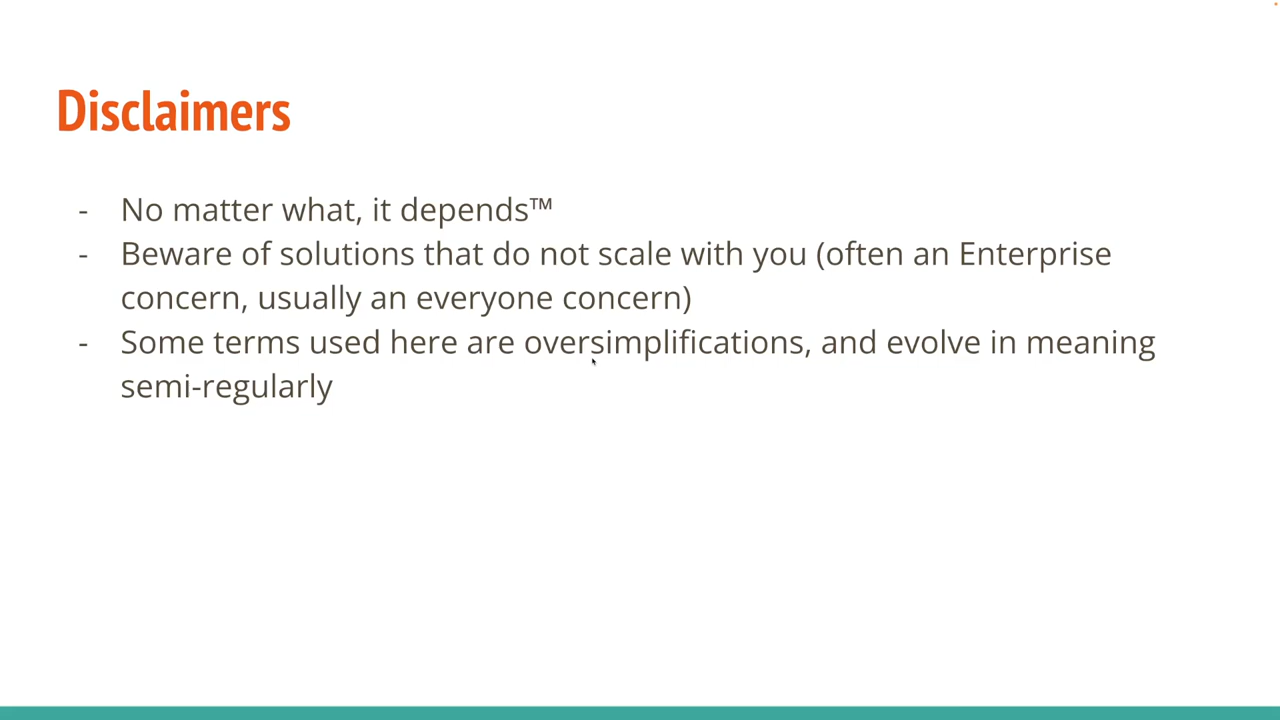 Disclaimers
- No matter what, it depends™
- Beware of solutions that do not scale with you (often an Enterprise
concern, usually an everyone concern)
- Some terms used here are oversimplifications, and evolve in meaning
semi-regularly